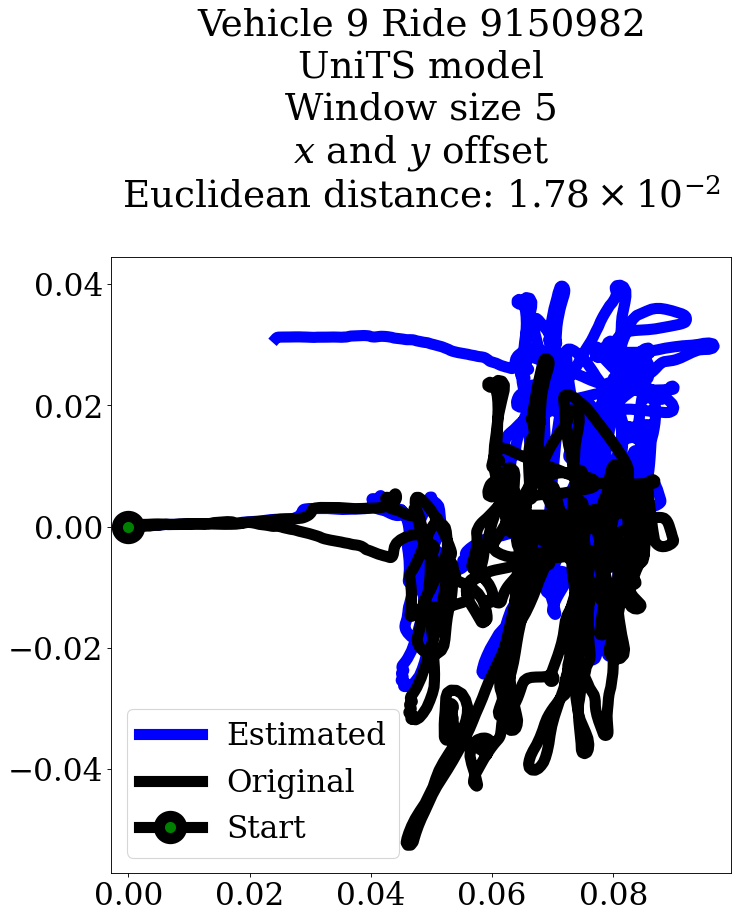 Vehicle 9 Ride 9150982
UniTS model
Window size 5
x and y offset
Euclidean distance: 1.78 × 10⁻²
0.04
0.02
0.00
−0.02
−0.04
Estimated
Original
Start
0.00 0.02 0.04 0.06 0.08